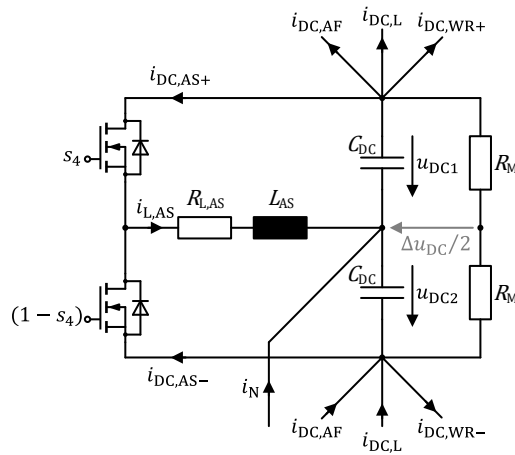 i_DC,AF
i_DC,L
i_DC,WR+
i_DC,AS+
C_DC
u_DC1
R_M
s_4
i_L,AS
R_L,AS
L_AS
Δu_DC/2
C_DC
u_DC2
R_M
(1 − s_4)
i_DC,AS−
i_N
i_DC,AF
i_DC,L
i_DC,WR−